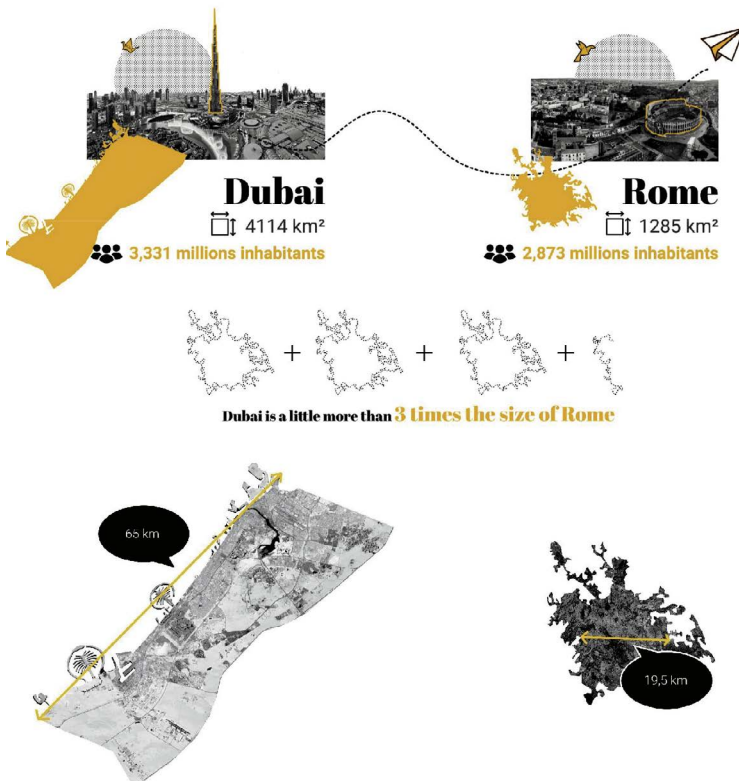 Dubai
4114 km²
3,331 millions inhabitants
Rome
1285 km²
2,873 millions inhabitants
+ + +
Dubai is a little more than 3 times the size of Rome
65 km
19,5 km